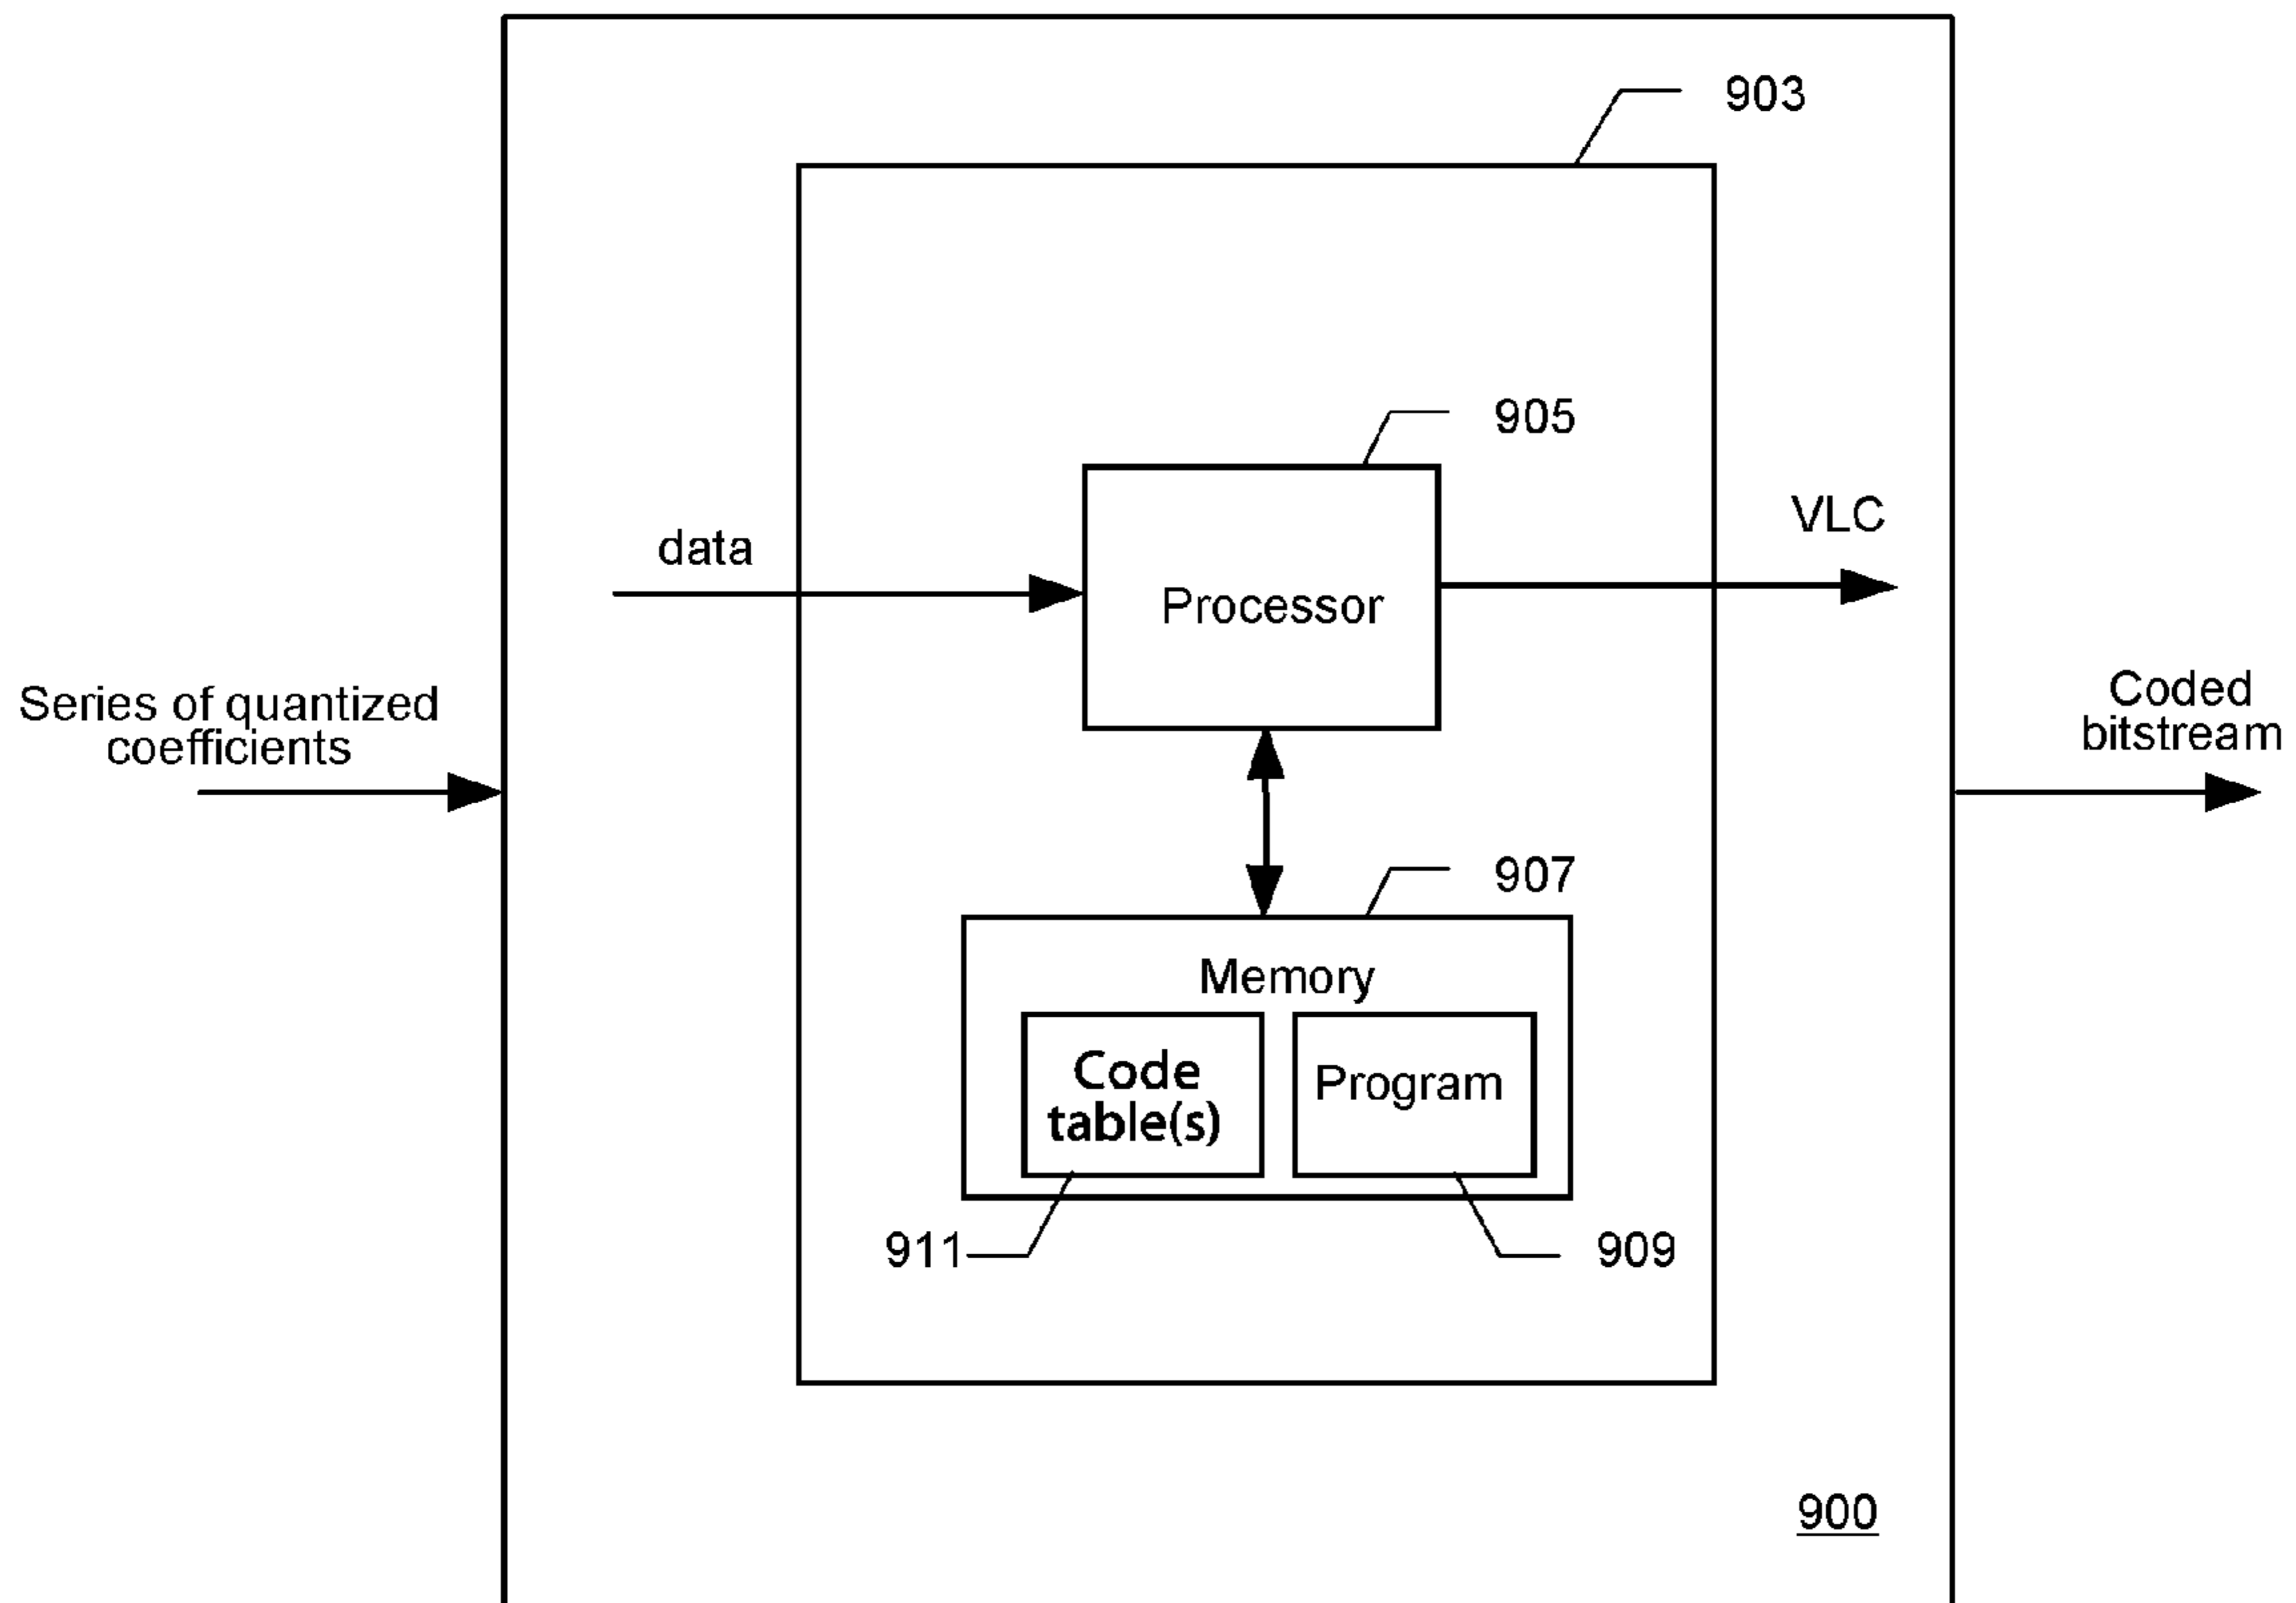 903
905
VLC
data
Processor
Series of quantized
coefficients
Coded
bitstream
907
Memory
Code
table(s)
Program
911
909
900